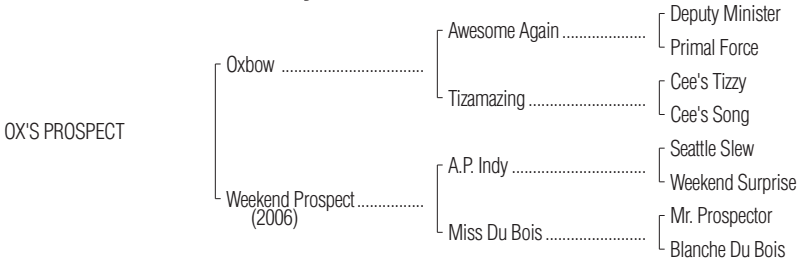 OX'S PROSPECT
Oxbow ................................
Weekend Prospect ...............
(2006)
Awesome Again ...................
Tizamazing ..........................
A.P. Indy ..............................
Miss Du Bois .......................
Deputy Minister
Primal Force
Cee's Tizzy
Cee's Song
Seattle Slew
Weekend Surprise
Mr. Prospector
Blanche Du Bois